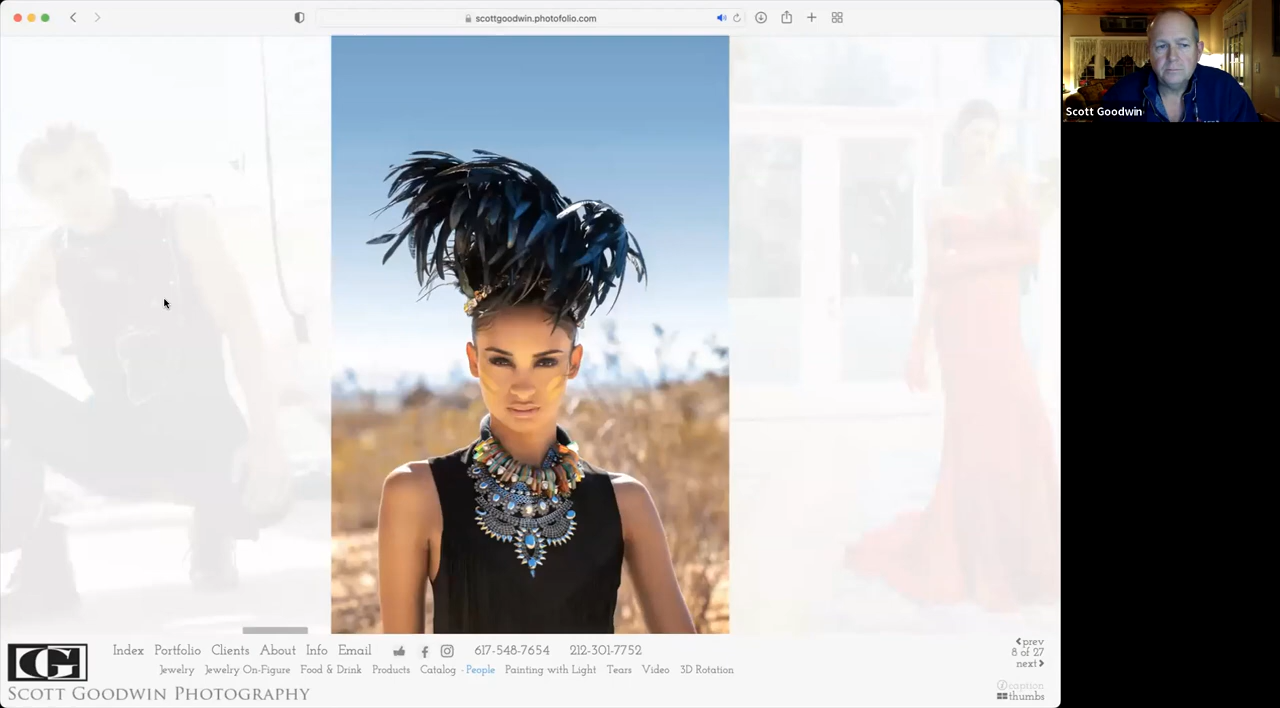 scottgoodwin.photofolio.com
Scott Goodwin
Index Portfolio Clients About Info Email 617-548-7654 212-301-7752
Jewelry Jewelry On-Figure Food & Drink Products Catalog People Painting with Light Tears Video 3D Rotation
SCOTT GOODWIN PHOTOGRAPHY
prev
8 of 27
next
caption
thumbs